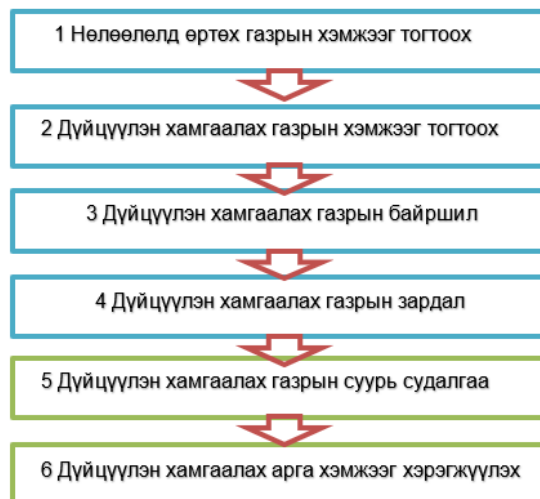 1 Нөлөөлөлд өртөх газрын хэмжээг тогтоох
2 Дүйцүүлэн хамгаалах газрын хэмжээг тогтоох
3 Дүйцүүлэн хамгаалах газрын байршил
4 Дүйцүүлэн хамгаалах газрын зардал
5 Дүйцүүлэн хамгаалах газрын суурь судалгаа
6 Дүйцүүлэн хамгаалах арга хэмжээг хэрэгжүүлэх